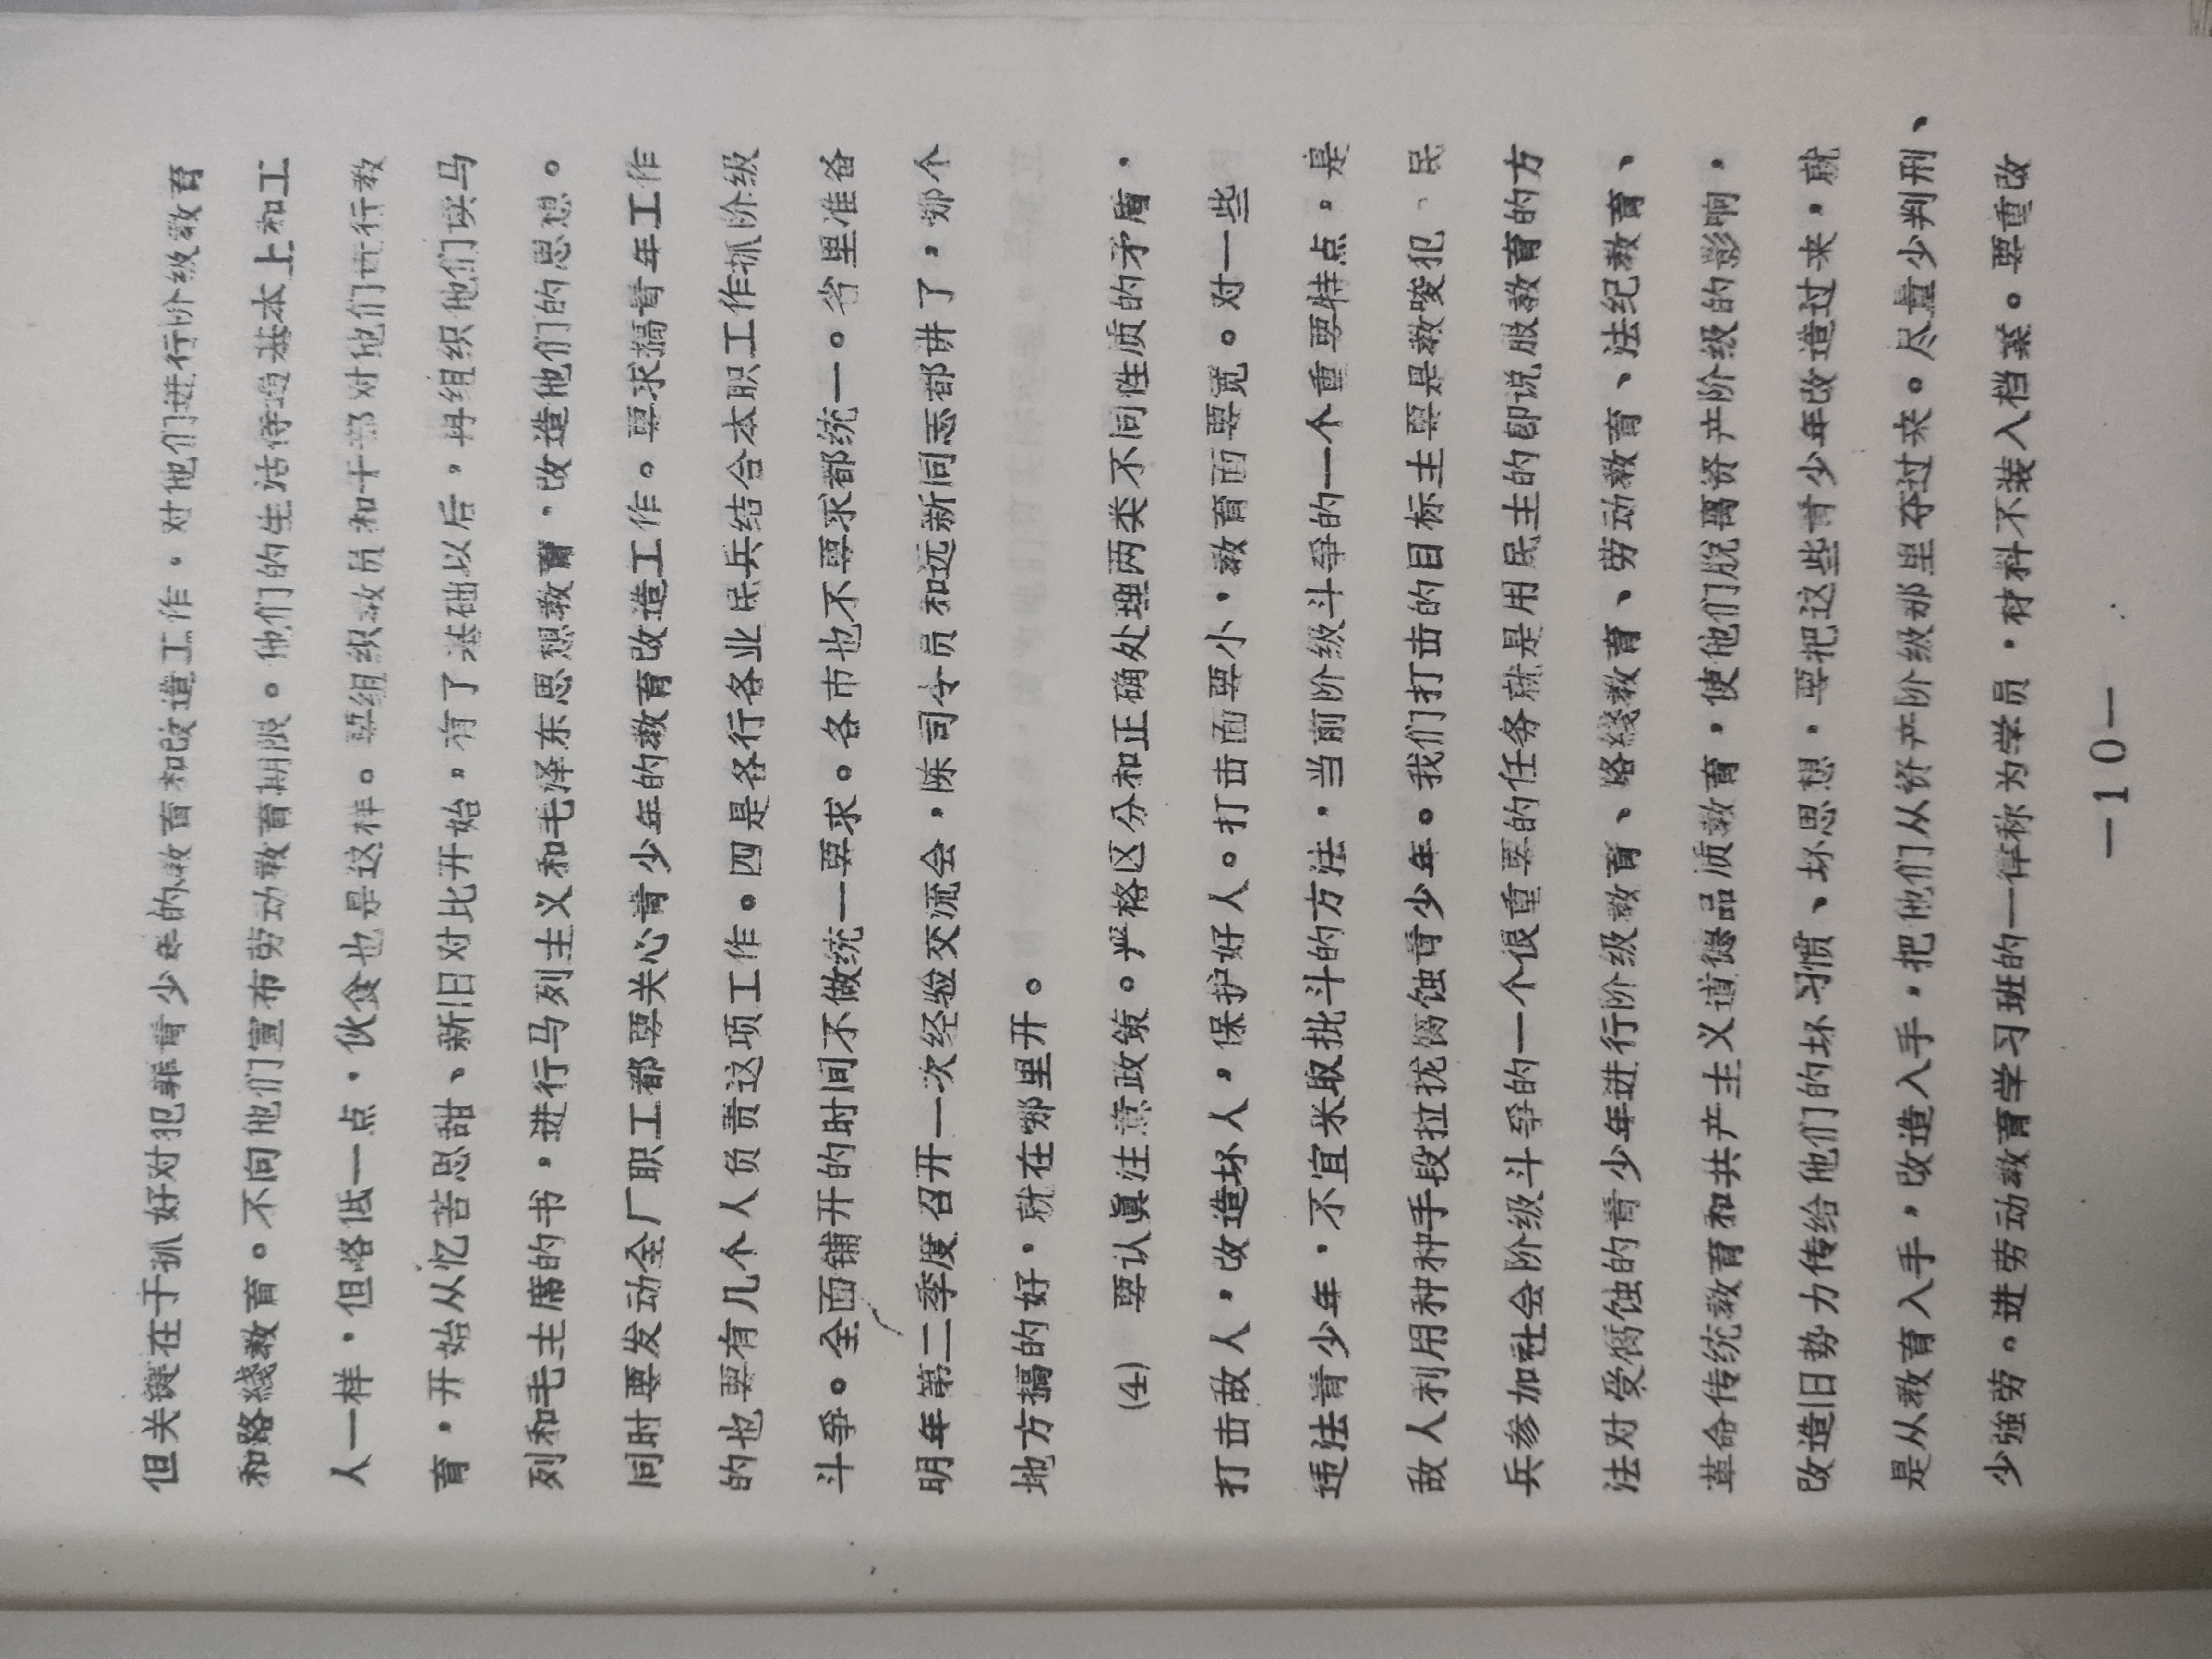 但关键在于抓好对犯罪青少年的教育和改造工作，对他们进行阶级教育
和路綫教育。不向他们宣布劳动教育期限。他们的生活待遇基本上和工
人一样，但略低一点，伙食也是这样。要组织教员和干部对他们进行教
育，开始从忆苦思甜、新旧对比开始，有了基础以后，再组织他们读马
列和毛主席的书，进行马列主义和毛泽东思想教育，改造他们的思想。
同时要发动全厂职工都要关心青少年的教育改造工作。要求搞青年工作
的也要有几个人负责这项工作。四是各行各业民兵结合本职工作抓阶级
斗爭。全面铺开的时间不做统一要求。各市也不要求都统一。省里准备
明年第二季度召开一次经验交流会，陈司令员和远新同志都讲了，哪个
地方搞的好，就在哪里开。
(4) 要认眞注意政策。严格区分和正确处理两类不同性质的矛盾，
打击敌人，改造坏人，保护好人。打击面要小，教育面要宽。对一些
违法青少年，不宜采取批斗的方法，当前阶级斗爭的一个重要特点，是
敌人利用种种手段拉拢腐蚀青少年。我们打击的目标主要是教唆犯。民
兵参加社会阶级斗爭的一个很重要的任务就是用民主的卽说服教育的方
法对受腐蚀的青少年进行阶级教育、路綫教育、劳动教育、法纪教育、
革命传统教育和共产主义道德品质教育，使他们脫离资产阶级的影响，
改造旧势力传给他们的坏习惯、坏思想，要把这些青少年改造过来，就
是从教育入手，改造入手，把他们从资产阶级那里夺过来。尽量少判刑、
少強劳。进劳动教育学习班的一律称为学员，材料不装入档案。要重改
—10—